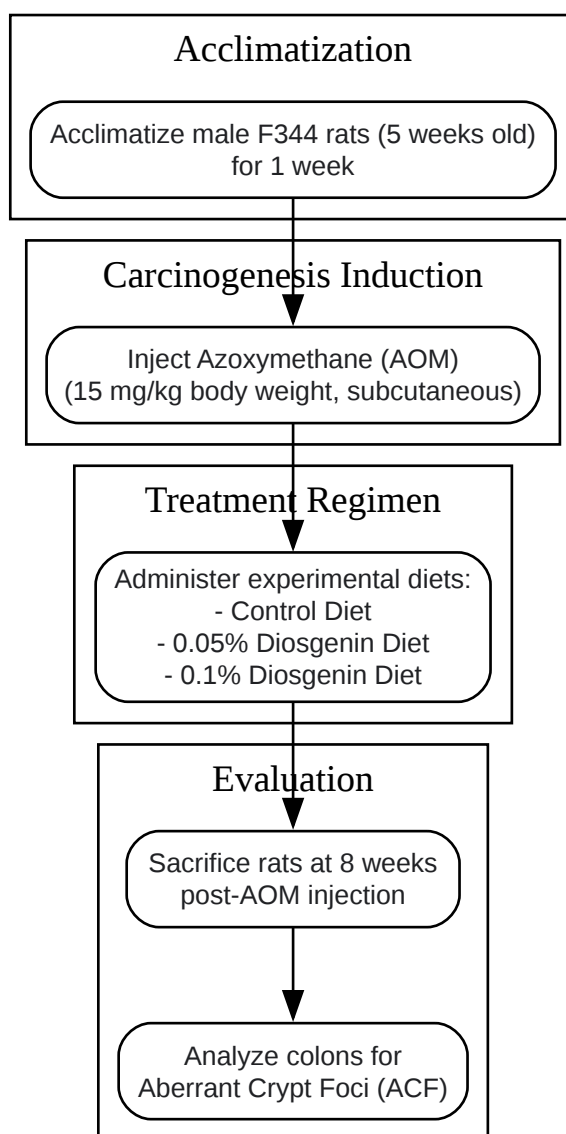 Acclimatization
Acclimatize male F344 rats (5 weeks old)
for 1 week
Carcinogenesis Induction
Inject Azoxymethane (AOM)
(15 mg/kg body weight, subcutaneous)
Treatment Regimen
Administer experimental diets:
- Control Diet
- 0.05% Diosgenin Diet
- 0.1% Diosgenin Diet
Evaluation
Sacrifice rats at 8 weeks
post-AOM injection
Analyze colons for
Aberrant Crypt Foci (ACF)